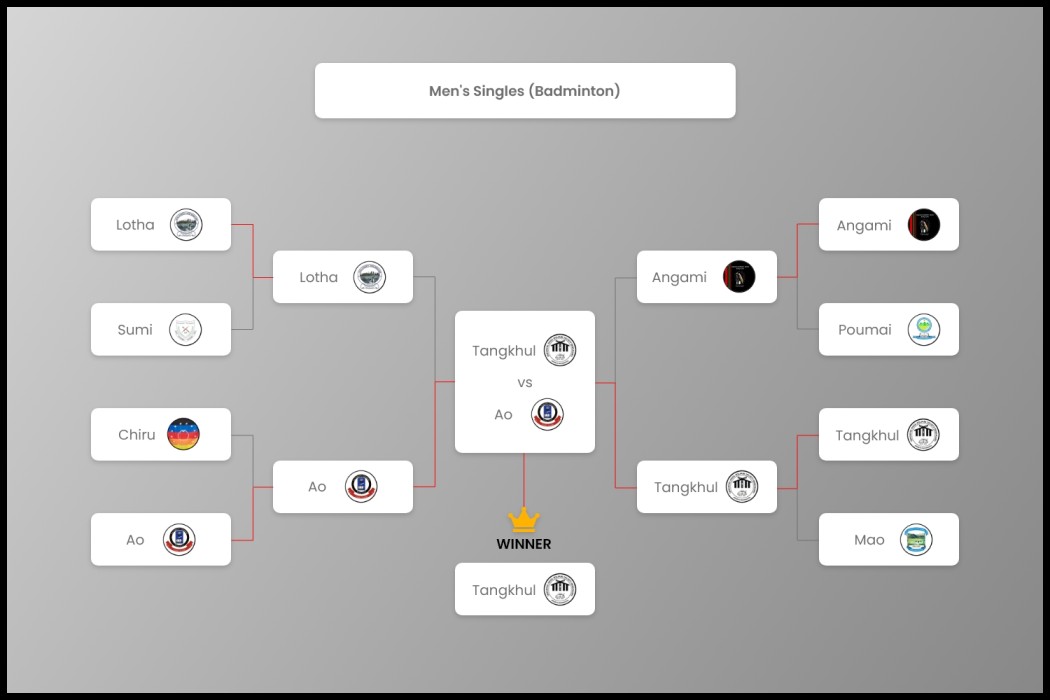 Men's Singles (Badminton)
Lotha
Sumi
Chiru
Ao
Lotha
Ao
Tangkhul
vs
Ao
WINNER
Tangkhul
Angami
Tangkhul
Angami
Poumai
Tangkhul
Mao